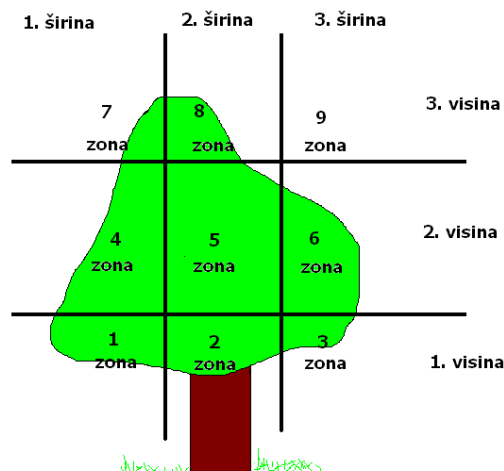 1. širina
2. širina
3. širina
7
zona
8
zona
9
zona
3. visina
4
zona
5
zona
6
zona
2. visina
1
zona
2
zona
3
zona
1. visina